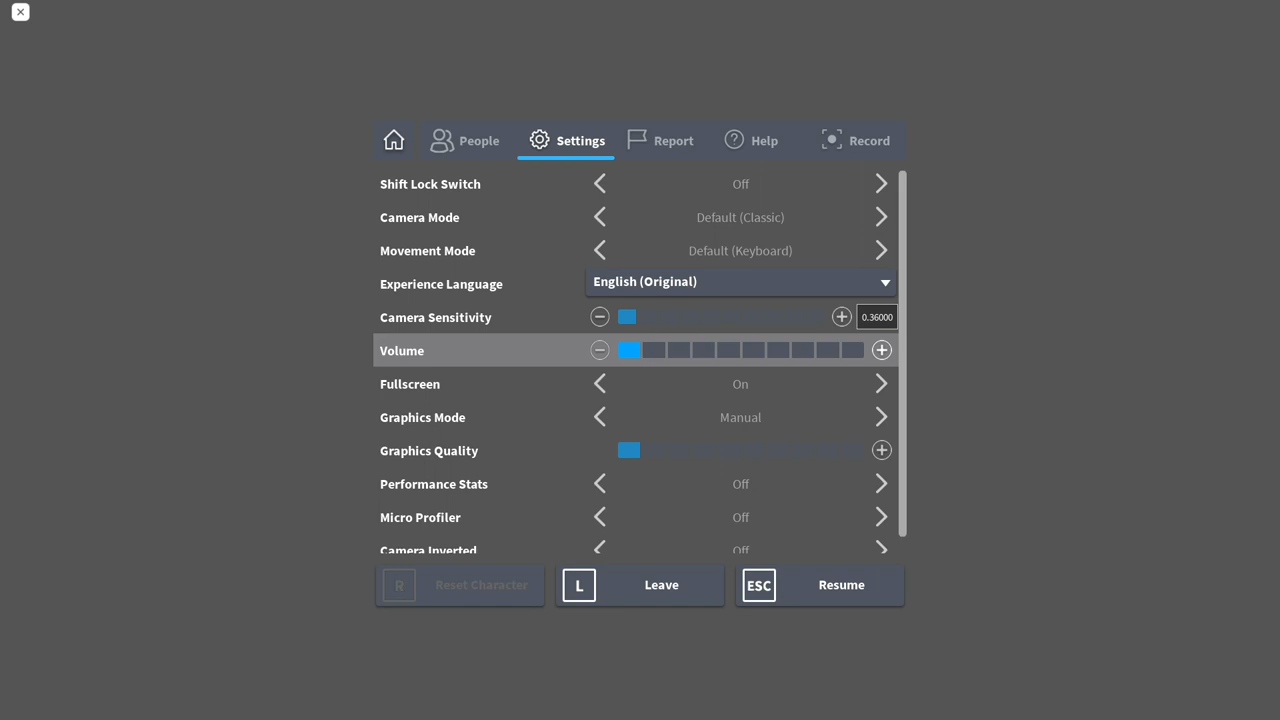 People Settings Report Help Record
Shift Lock Switch Off
Camera Mode Default (Classic)
Movement Mode Default (Keyboard)
Experience Language English (Original)
Camera Sensitivity 0.36000
Volume
Fullscreen On
Graphics Mode Manual
Graphics Quality
Performance Stats Off
Micro Profiler Off
Camera Inverted Off
R Reset Character L Leave ESC Resume